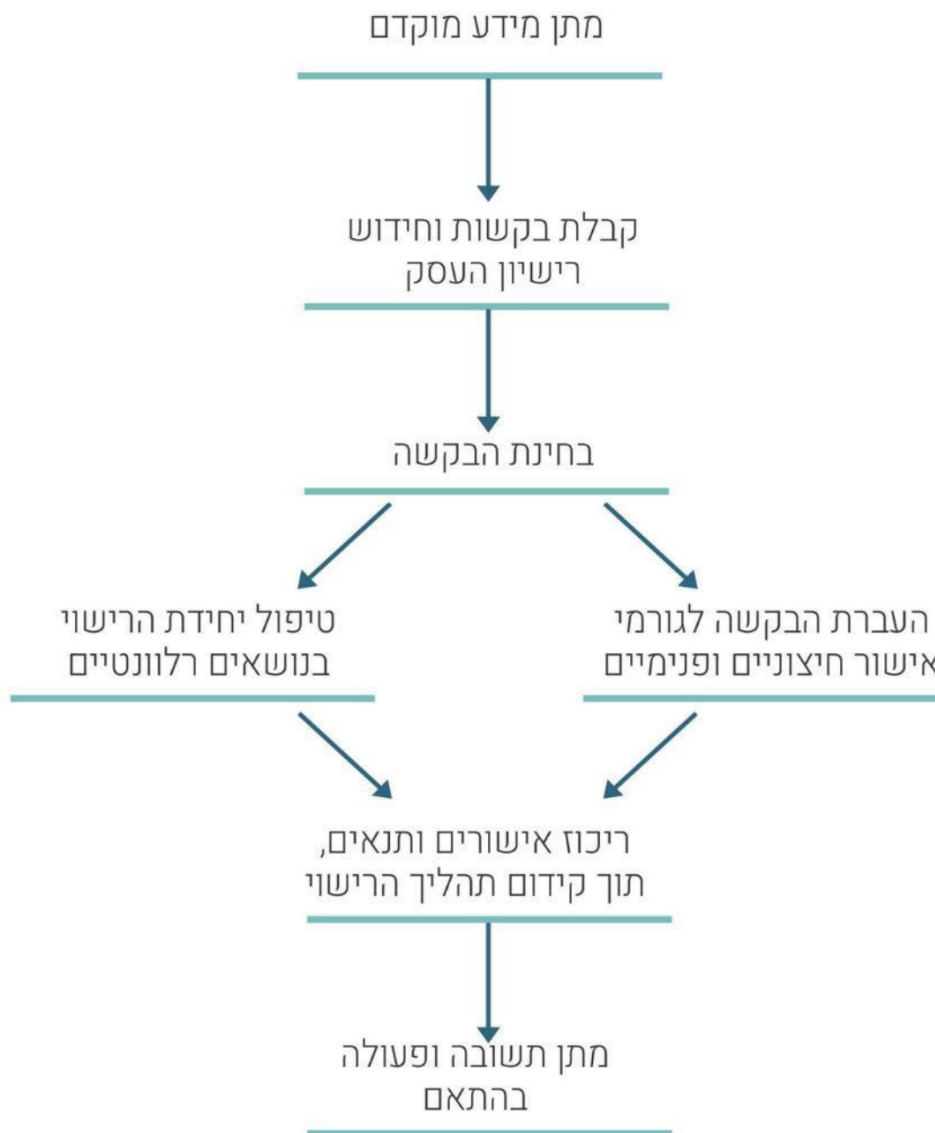 מתן מידע מוקדם
קבלת בקשות וחידוש
רישיון העסק
בחינת הבקשה
העברת הבקשה לגורמי
אישור חיצוניים ופנימיים
טיפול יחידת הרישוי
בנושאים רלוונטיים
ריכוז אישורים ותנאים,
תוך קידום תהליך הרישוי
מתן תשובה ופעולה
בהתאם